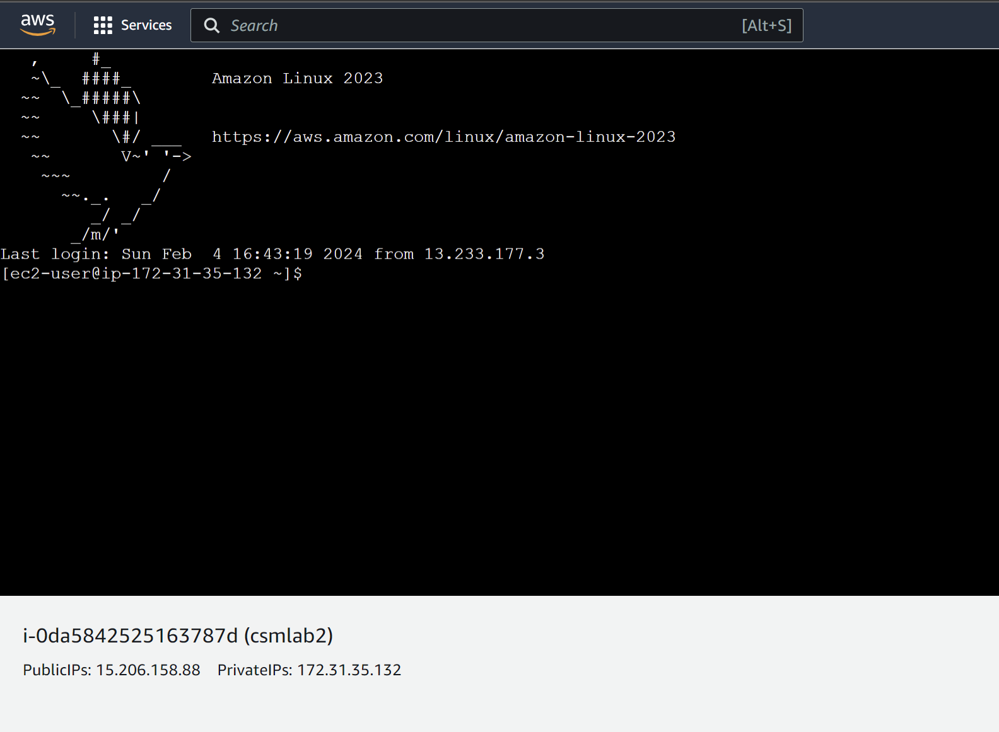 aws Services Search [Alt+S]
   ,     #_
   ~\_  ####_        Amazon Linux 2023
  ~~  \_#####\
  ~~     \###|
  ~~       \#/ ___   https://aws.amazon.com/linux/amazon-linux-2023
   ~~       V~' '->
    ~~~         /
      ~~._.   _/
         _/ _/
       _/m/'
Last login: Sun Feb  4 16:43:19 2024 from 13.233.177.3
[ec2-user@ip-172-31-35-132 ~]$
i-0da5842525163787d (csmlab2)
PublicIPs: 15.206.158.88 PrivateIPs: 172.31.35.132